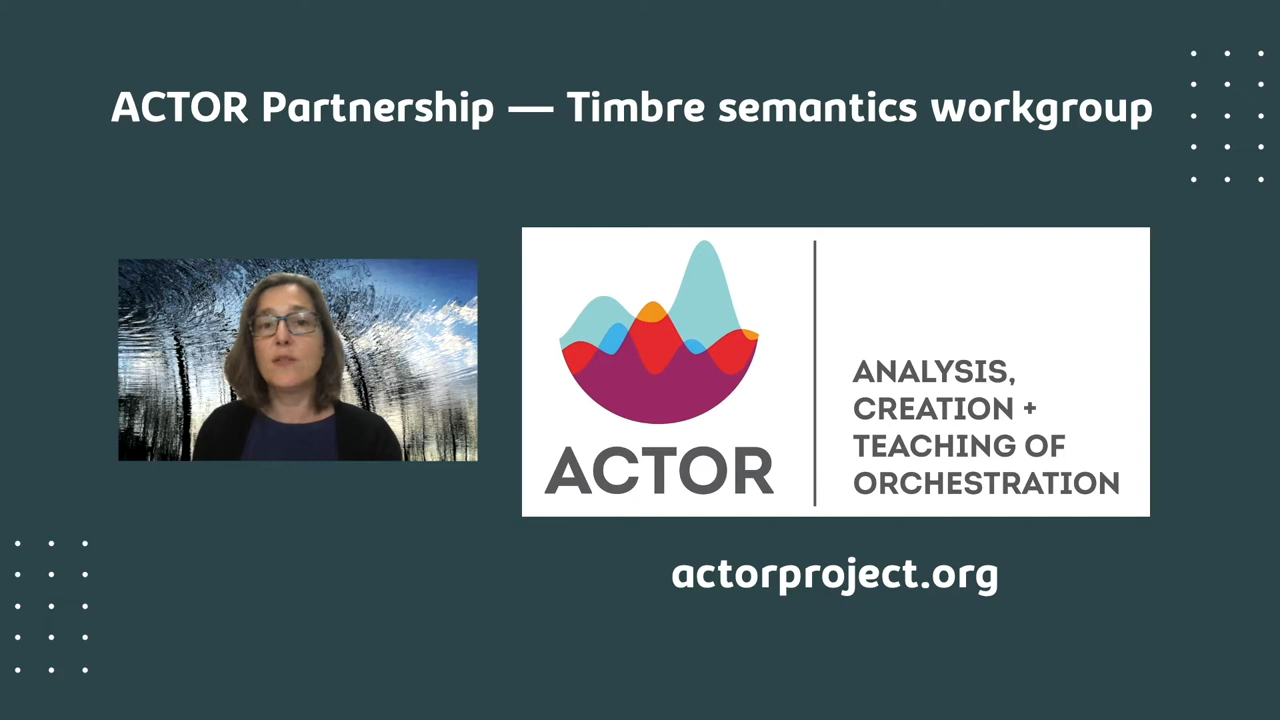 ACTOR Partnership — Timbre semantics workgroup
ACTOR
ANALYSIS,
CREATION +
TEACHING OF
ORCHESTRATION
actorproject.org